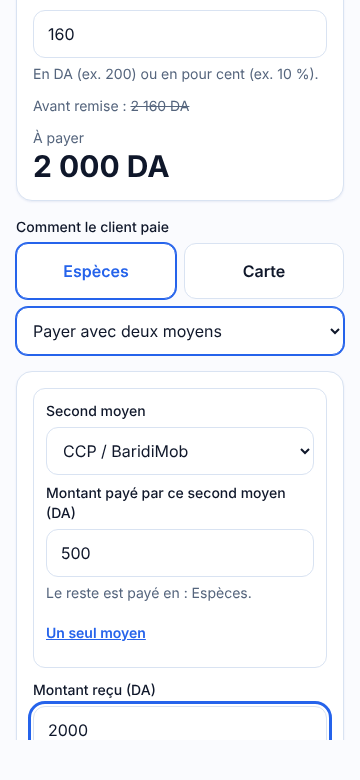 160
En DA (ex. 200) ou en pour cent (ex. 10 %).
Avant remise : 2 160 DA
À payer
2 000 DA
Comment le client paie
Espèces
Carte
Payer avec deux moyens
Second moyen
CCP / BaridiMob
Montant payé par ce second moyen
(DA)
500
Le reste est payé en : Espèces.
Un seul moyen
Montant reçu (DA)
2000